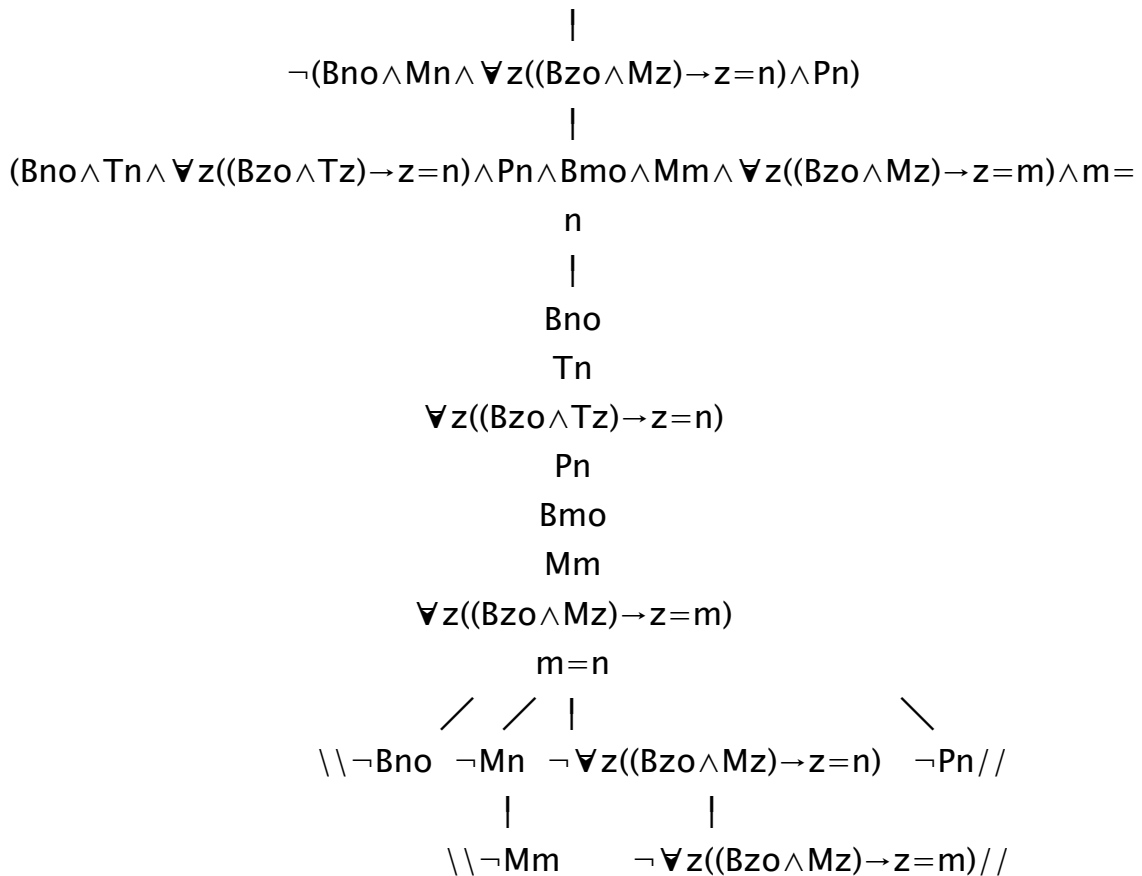 |
¬(Bno∧Mn∧∀z((Bzo∧Mz)→z=n)∧Pn)
|
(Bno∧Tn∧∀z((Bzo∧Tz)→z=n)∧Pn∧Bmo∧Mm∧∀z((Bzo∧Mz)→z=m)∧m=
n
|
Bno
Tn
∀z((Bzo∧Tz)→z=n)
Pn
Bmo
Mm
∀z((Bzo∧Mz)→z=m)
m=n
/ / | \
\\¬Bno ¬Mn ¬∀z((Bzo∧Mz)→z=n) ¬Pn//
| |
\\¬Mm ¬∀z((Bzo∧Mz)→z=m)//